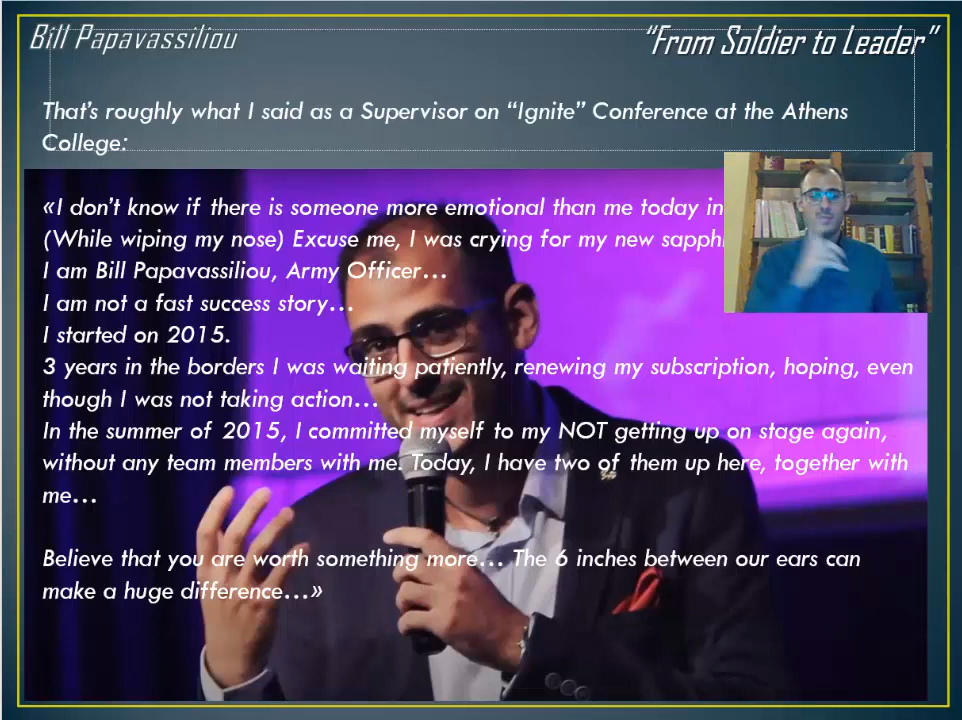 Bill Papavassiliou
"From Soldier to Leader"
That's roughly what I said as a Supervisor on "Ignite" Conference at the Athens
College:
«I don't know if there is someone more emotional than me today in
(While wiping my nose) Excuse me, I was crying for my new
I am Bill Papavassiliou, Army Officer…
I am not a fast success story…
I started on 2015.
3 years in the borders I was waiting patiently, renewing my subscription, hoping, even
though I was not taking action…
In the summer of 2015, I committed myself to my NOT getting up on stage again,
without any team members with me. Today, I have two of them up here, together with
me…
Believe that you are worth something more… The 6 inches between our ears can
make a huge difference…»